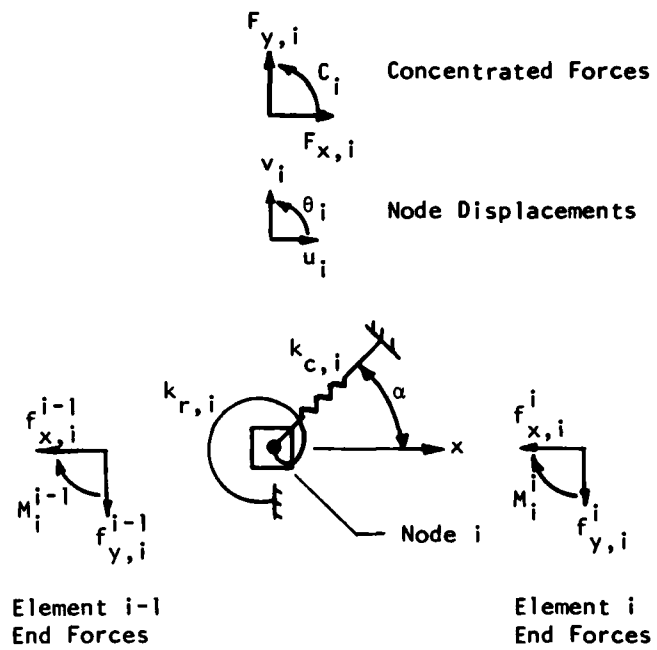 F y,i
C i
Concentrated Forces
F x,i
v i
θ i
Node Displacements
u i
k c,i
k r,i
α
f i-1 x,i
x
f i x,i
M i-1 i
f i-1 y,i
Node i
M i i
f i y,i
Element i-1
End Forces
Element i
End Forces